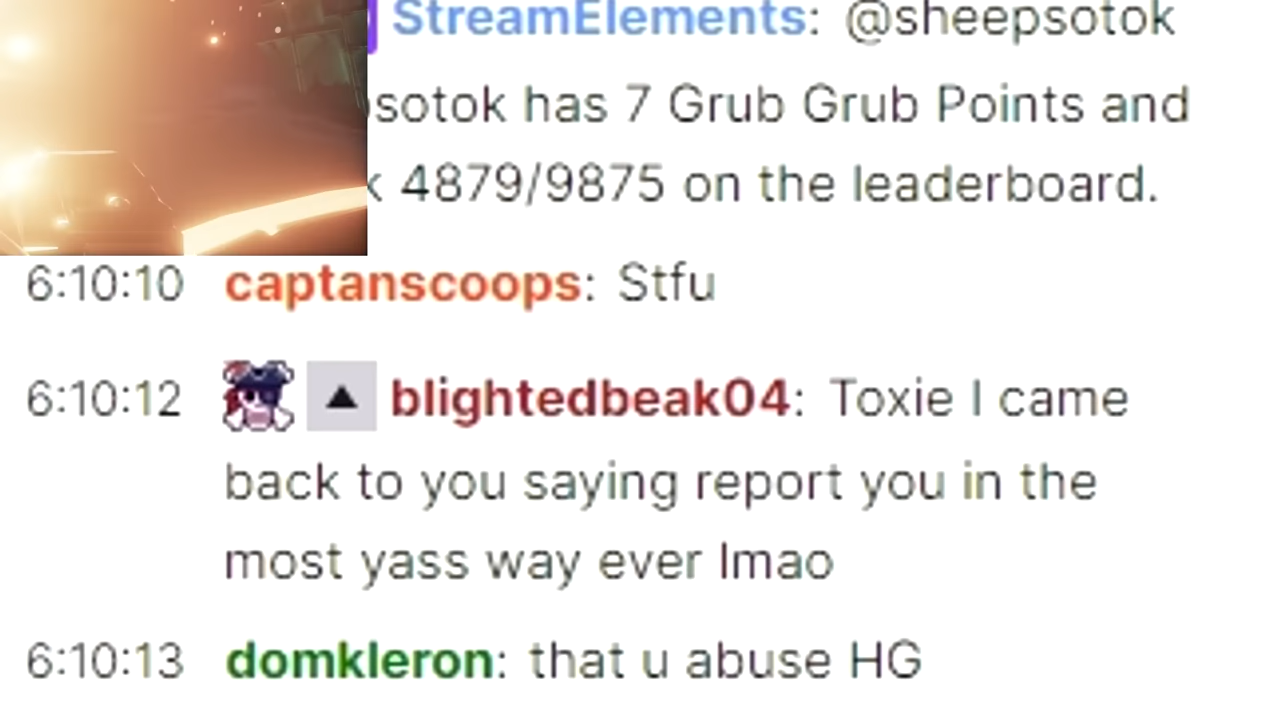 StreamElements: @sheepsotok
has 7 Grub Grub Points and
4879/9875 on the leaderboard.
6:10:10 captanscoops: Stfu
6:10:12 blightedbeak04: Toxie I came
back to you saying report you in the
most yass way ever lmao
6:10:13 domkleron: that u abuse HG